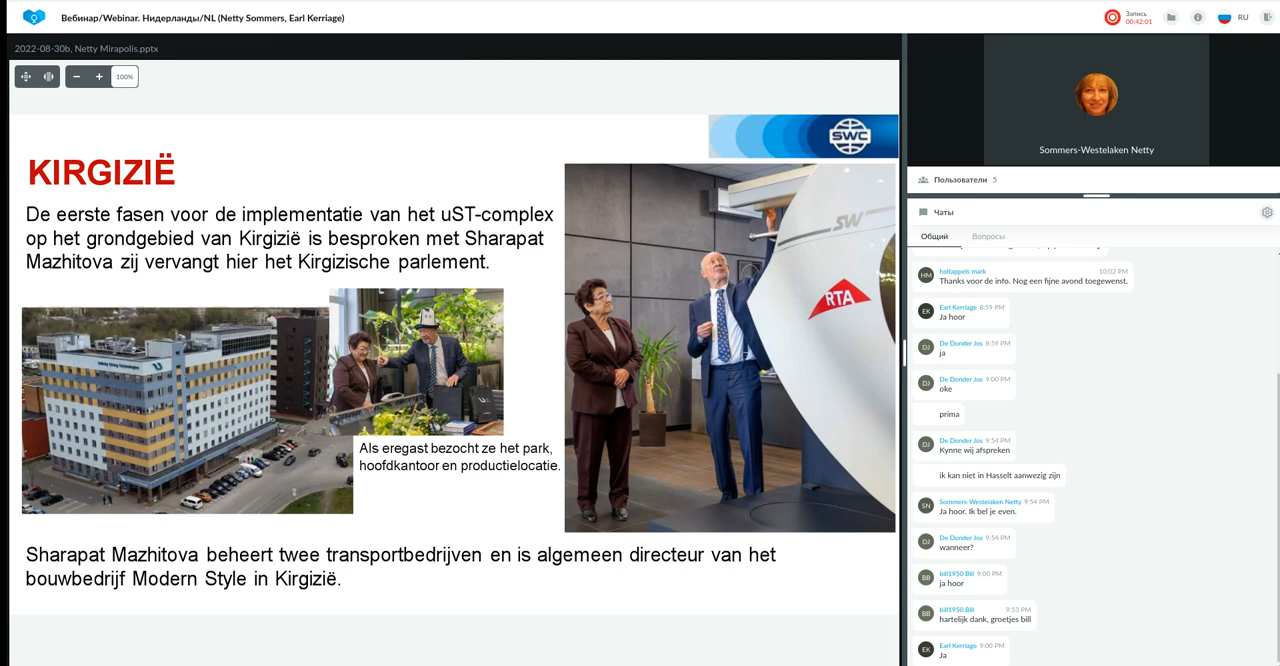 Вебинар/Webinar. Нидерланды/NL (Netty Sommers, Earl Kerriage)
Запись
00:42:01
RU
2022-08-30b, Netty Mirapolis.pptx
100%
SWC
KIRGIZIË
De eerste fasen voor de implementatie van het uST-complex
op het grondgebied van Kirgizië is besproken met Sharapat
Mazhitova zij vervangt hier het Kirgizische parlement.
SW
RTA
Als eregast bezocht ze het park,
hoofdkantoor en productielocatie.
Sharapat Mazhitova beheert twee transportbedrijven en is algemeen directeur van het
bouwbedrijf Modern Style in Kirgizië.
Sommers-Westelaken Netty
Пользователи 5
Чаты
Общий Вопросы
HM holtappels mark 10:02 PM
Thanks voor de info. Nog een fijne avond toegewenst.
EK Earl Kerriage 8:59 PM
Ja hoor
DJ De Donder Jos 8:59 PM
ja
DJ De Donder Jos 9:00 PM
oke
prima
DJ De Donder Jos 9:54 PM
Kynne wij afspreken
ik kan niet in Hasselt aanwezig zijn
SN Sommers-Westelaken Netty 9:54 PM
Ja hoor. Ik bel je even.
DJ De Donder Jos 9:54 PM
wanneer?
BB bill1950 Bill 9:00 PM
ja hoor
BB bill1950 Bill 9:53 PM
hartelijk dank, groetjes bill
EK Earl Kerriage 9:00 PM
Ja